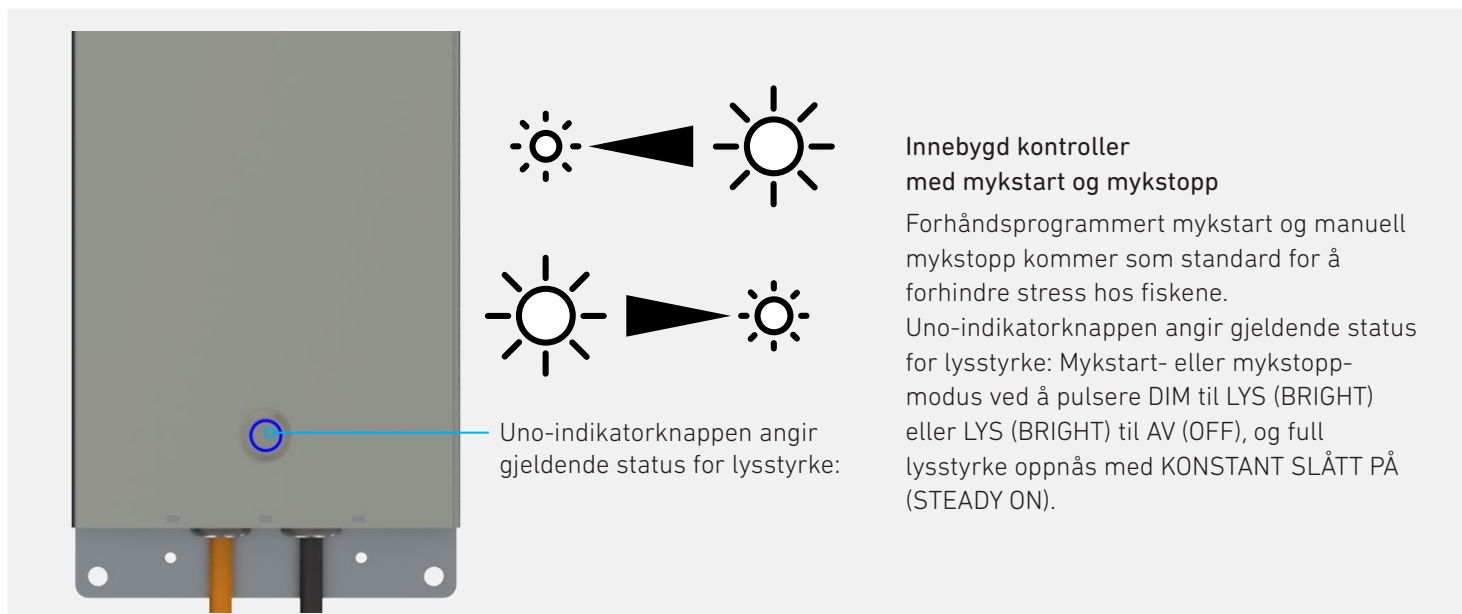 Innebygd kontroller
med mykstart og mykstopp
Forhåndsprogrammert mykstart og manuell
mykstopp kommer som standard for å
forhindre stress hos fiskene.
Uno-indikatorknappen angir gjeldende status
for lysstyrke: Mykstart- eller mykstopp-
modus ved å pulsere DIM til LYS (BRIGHT)
eller LYS (BRIGHT) til AV (OFF), og full
lysstyrke oppnås med KONSTANT SLÅTT PÅ
(STEADY ON).
Uno-indikatorknappen angir
gjeldende status for lysstyrke: